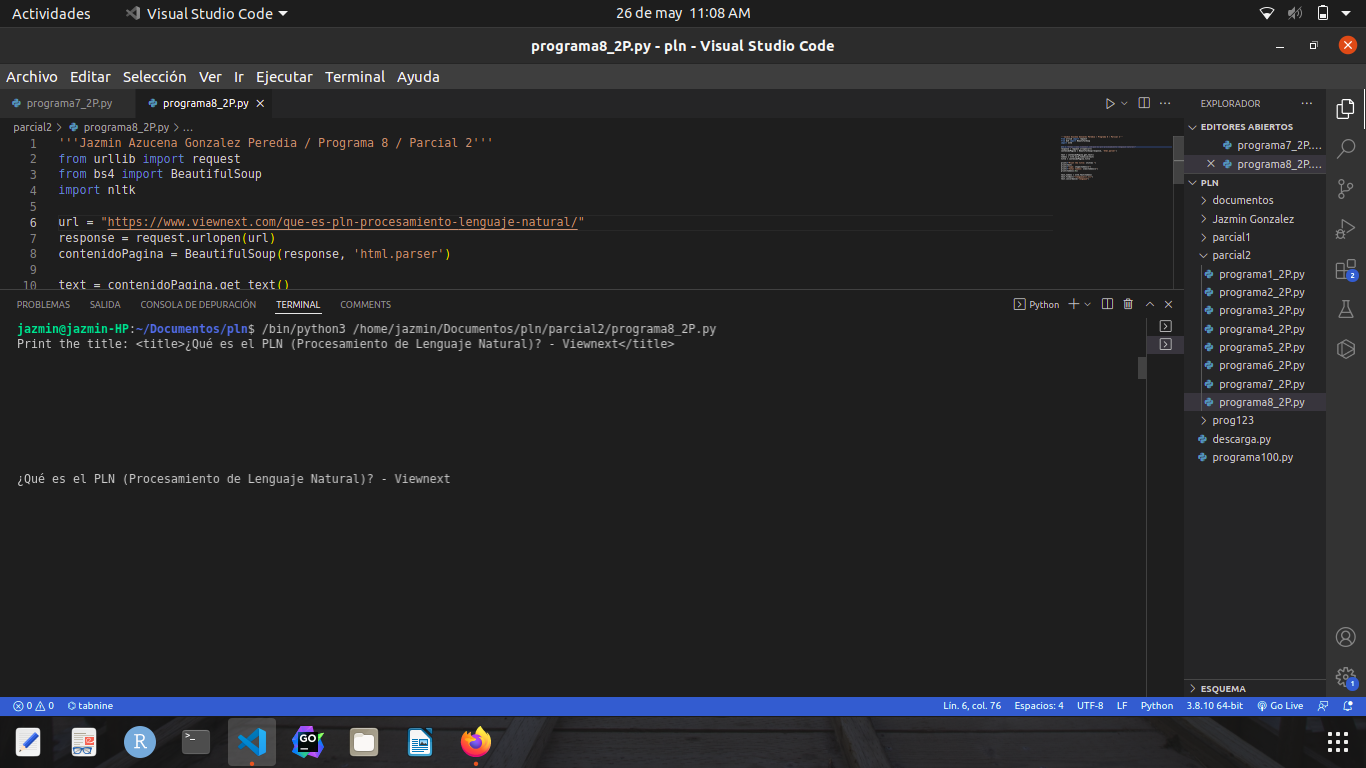 Actividades Visual Studio Code 26 de may 11:08 AM
programa8_2P.py - pln - Visual Studio Code
Archivo Editar Selección Ver Ir Ejecutar Terminal Ayuda
programa7_2P.py programa8_2P.py
parcial2 > programa8_2P.py > ...
1 '''Jazmin Azucena Gonzalez Peredia / Programa 8 / Parcial 2'''
2 from urllib import request
3 from bs4 import BeautifulSoup
4 import nltk
5
6 url = "https://www.viewnext.com/que-es-pln-procesamiento-lenguaje-natural/"
7 response = request.urlopen(url)
8 contenidoPagina = BeautifulSoup(response, 'html.parser')
9
10 text = contenidoPagina.get_text()
PROBLEMAS SALIDA CONSOLA DE DEPURACIÓN TERMINAL COMMENTS Python
jazmin@jazmin-HP:~/Documentos/pln$ /bin/python3 /home/jazmin/Documentos/pln/parcial2/programa8_2P.py
Print the title: <title>¿Qué es el PLN (Procesamiento de Lenguaje Natural)? - Viewnext</title>
¿Qué es el PLN (Procesamiento de Lenguaje Natural)? - Viewnext
EXPLORADOR
EDITORES ABIERTOS
programa7_2P....
programa8_2P....
PLN
documentos
Jazmin Gonzalez
parcial1
parcial2
programa1_2P.py
programa2_2P.py
programa3_2P.py
programa4_2P.py
programa5_2P.py
programa6_2P.py
programa7_2P.py
programa8_2P.py
prog123
descarga.py
programa100.py
ESQUEMA
2
1
0 0 tabnine Lín. 6, col. 76 Espacios: 4 UTF-8 LF Python 3.8.10 64-bit Go Live
R
>_
GO